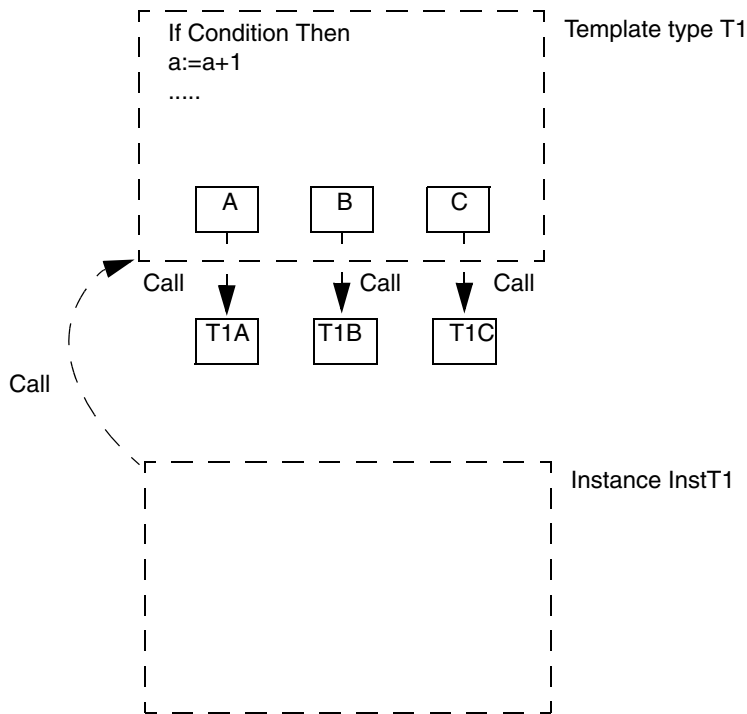 If Condition Then
a:=a+1
.....
Template type T1
A
B
C
Call
Call
Call
T1A
T1B
T1C
Call
Instance InstT1